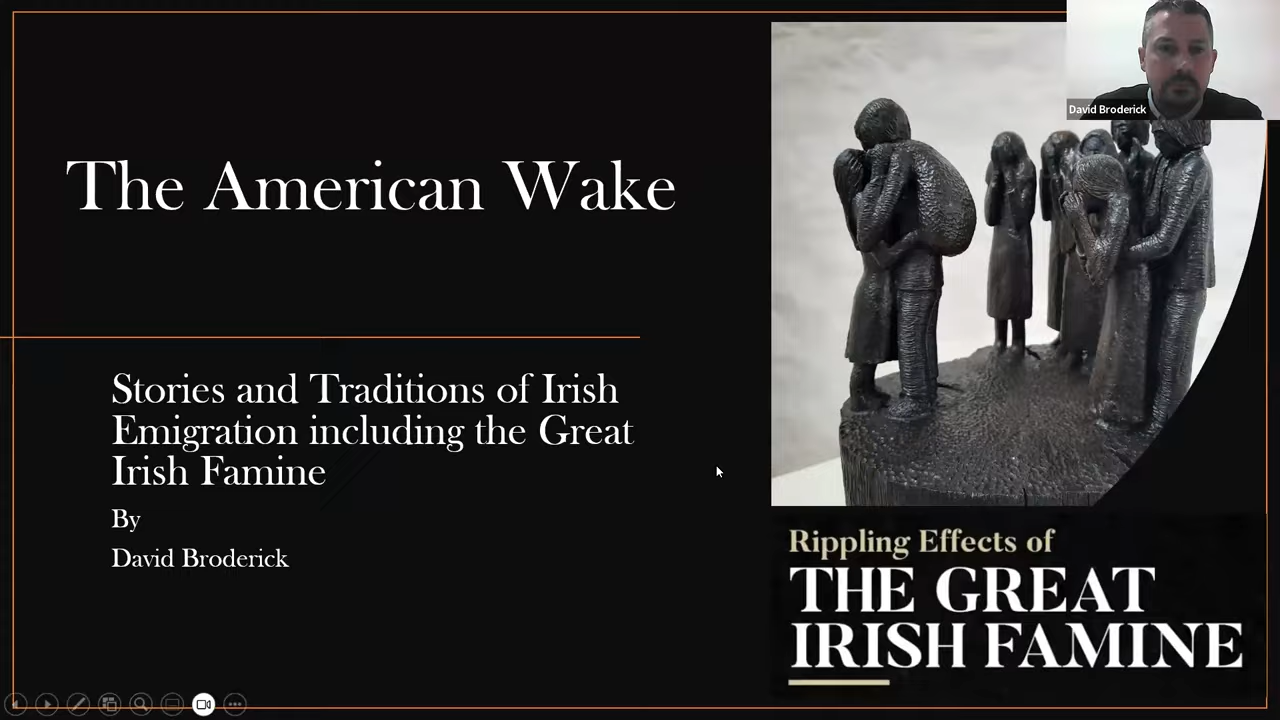 The American Wake
Stories and Traditions of Irish
Emigration including the Great
Irish Famine
By
David Broderick
David Broderick
Rippling Effects of
THE GREAT
IRISH FAMINE